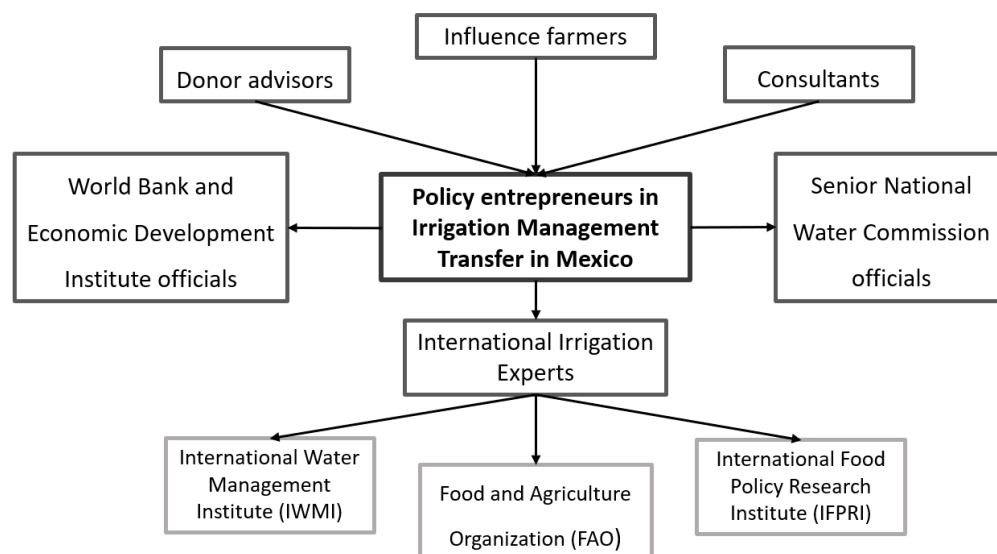 Influence farmers
Donor advisors
Consultants
World Bank and
Economic Development
Institute officials
Policy entrepreneurs in
Irrigation Management
Transfer in Mexico
Senior National
Water Commission
officials
International Irrigation
Experts
International Water
Management
Institute (IWMI)
Food and Agriculture
Organization (FAO)
International Food
Policy Research
Institute (IFPRI)